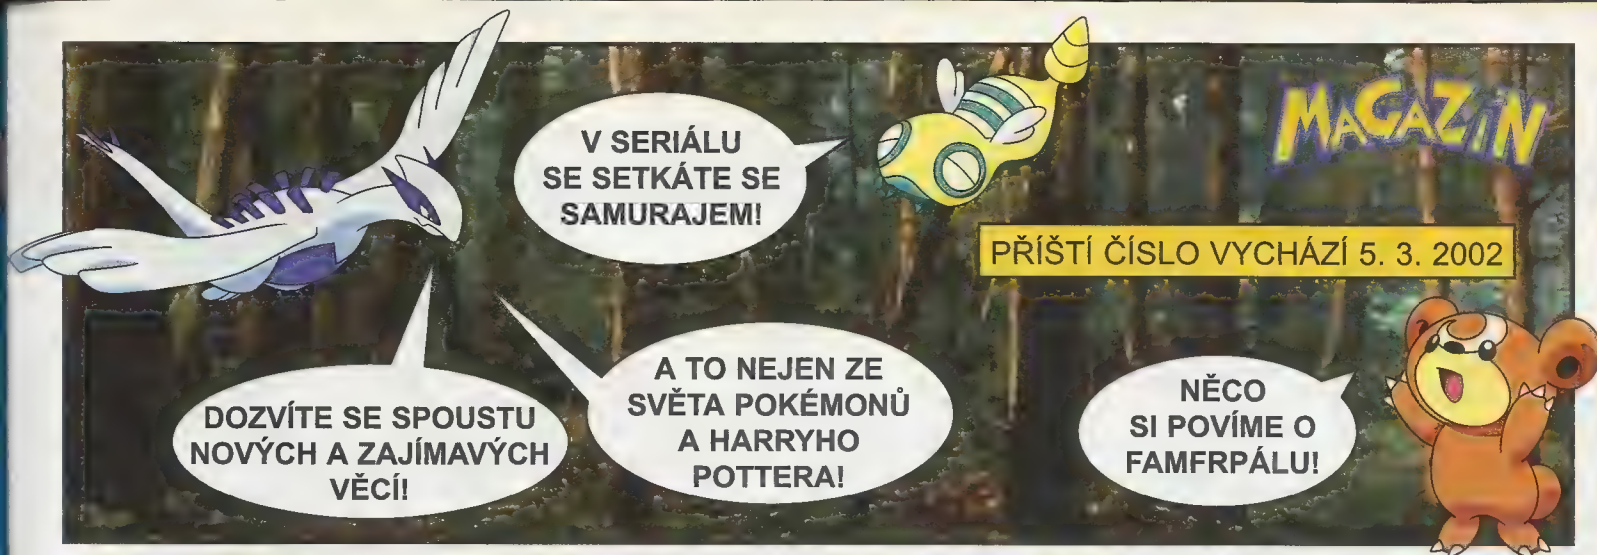 MAGAZIN
V SERIÁLU
SE SETKÁTE SE
SAMURAJEM!
PŘÍŠTÍ ČÍSLO VYCHÁZÍ 5. 3. 2002
DOZVÍTE SE SPOUSTU
NOVÝCH A ZAJÍMAVÝCH
VĚCÍ!
A TO NEJEN ZE
SVĚTA POKÉMONŮ
A HARRYHO
POTTERA!
NĚCO
SI POVÍME O
FAMFRPÁLU!